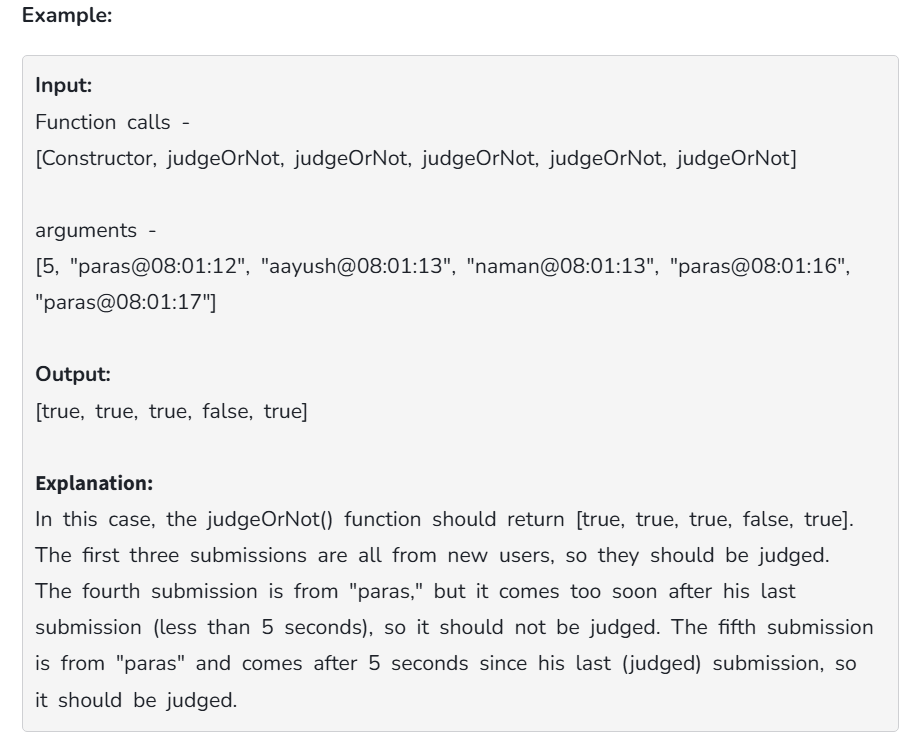 Example:
Input:
Function calls -
[Constructor, judgeOrNot, judgeOrNot, judgeOrNot, judgeOrNot, judgeOrNot]
arguments -
[5, "paras@08:01:12", "aayush@08:01:13", "naman@08:01:13", "paras@08:01:16",
"paras@08:01:17"]
Output:
[true, true, true, false, true]
Explanation:
In this case, the judgeOrNot() function should return [true, true, true, false, true].
The first three submissions are all from new users, so they should be judged.
The fourth submission is from "paras," but it comes too soon after his last
submission (less than 5 seconds), so it should not be judged. The fifth submission
is from "paras" and comes after 5 seconds since his last (judged) submission, so
it should be judged.